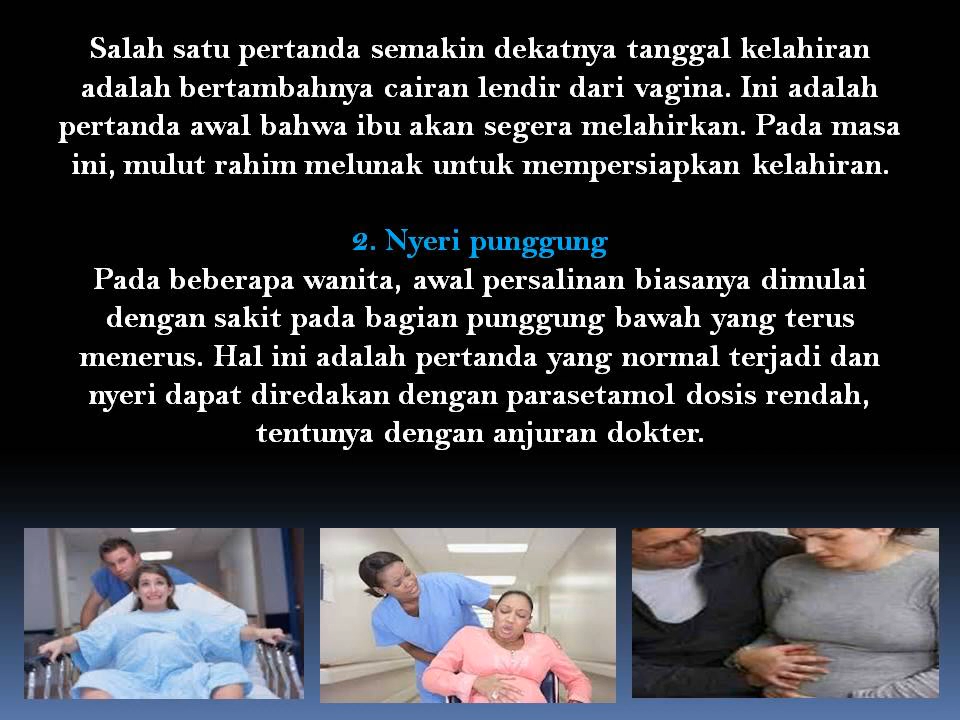 Salah satu pertanda semakin dekatnya tanggal kelahiran
adalah bertambahnya cairan lendir dari vagina. Ini adalah
pertanda awal bahwa ibu akan segera melahirkan. Pada masa
ini, mulut rahim melunak untuk mempersiapkan kelahiran.
2. Nyeri punggung
Pada beberapa wanita, awal persalinan biasanya dimulai
dengan sakit pada bagian punggung bawah yang terus
menerus. Hal ini adalah pertanda yang normal terjadi dan
nyeri dapat diredakan dengan parasetamol dosis rendah,
tentunya dengan anjuran dokter.